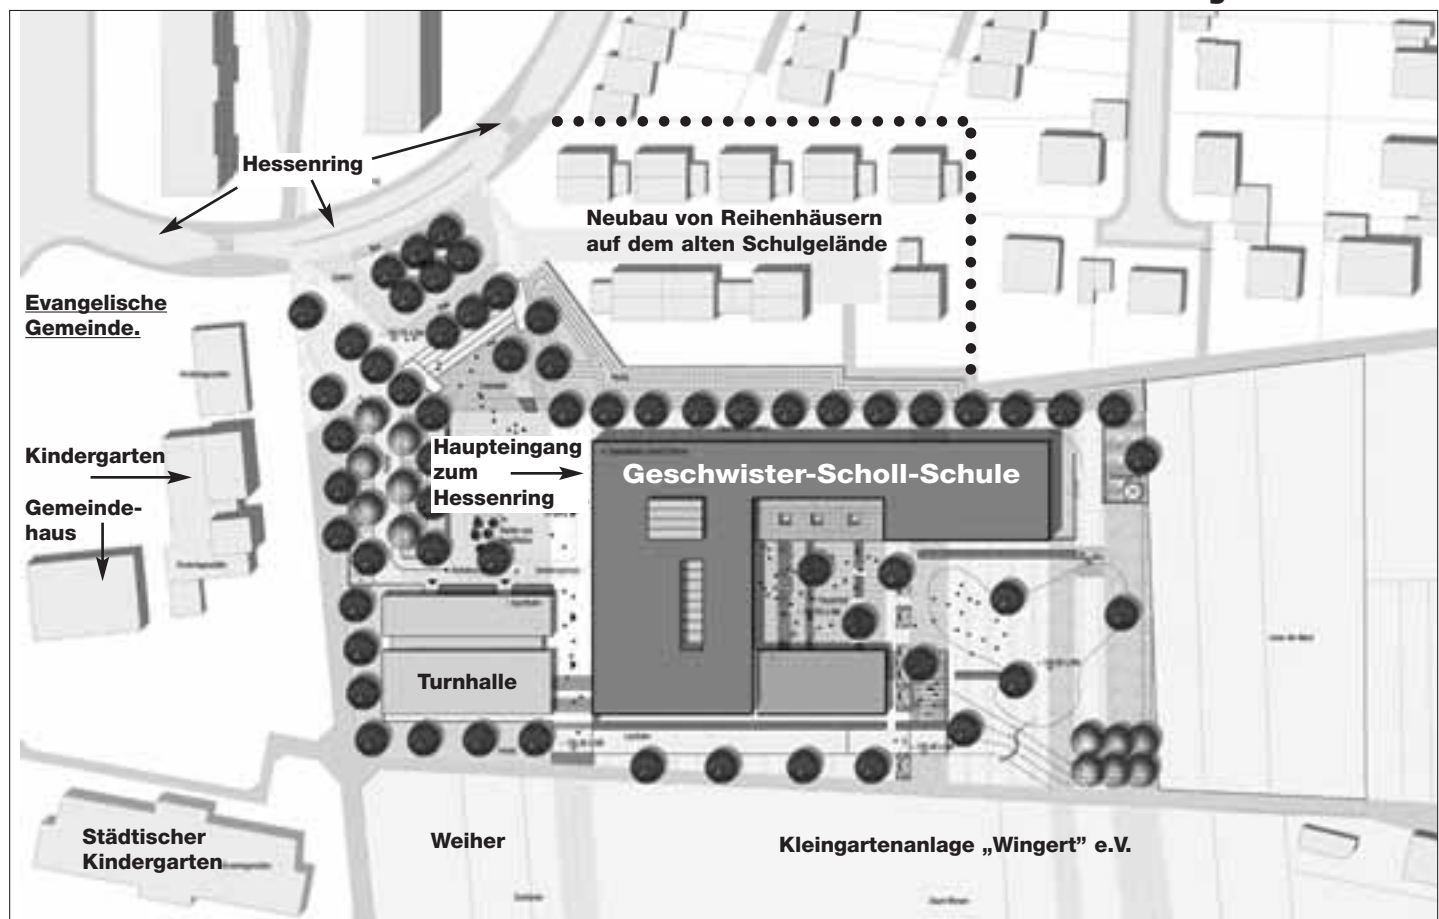 Hessenring
Neubau von Reihenhäusern
auf dem alten Schulgelände
Evangelische
Gemeinde.
Kindergarten
Haupteingang
zum
Hessenring
Geschwister-Scholl-Schule
Gemeinde-
haus
Turnhalle
Städtischer
Kindergarten
Weiher
Kleingartenanlage „Wingert” e.V.